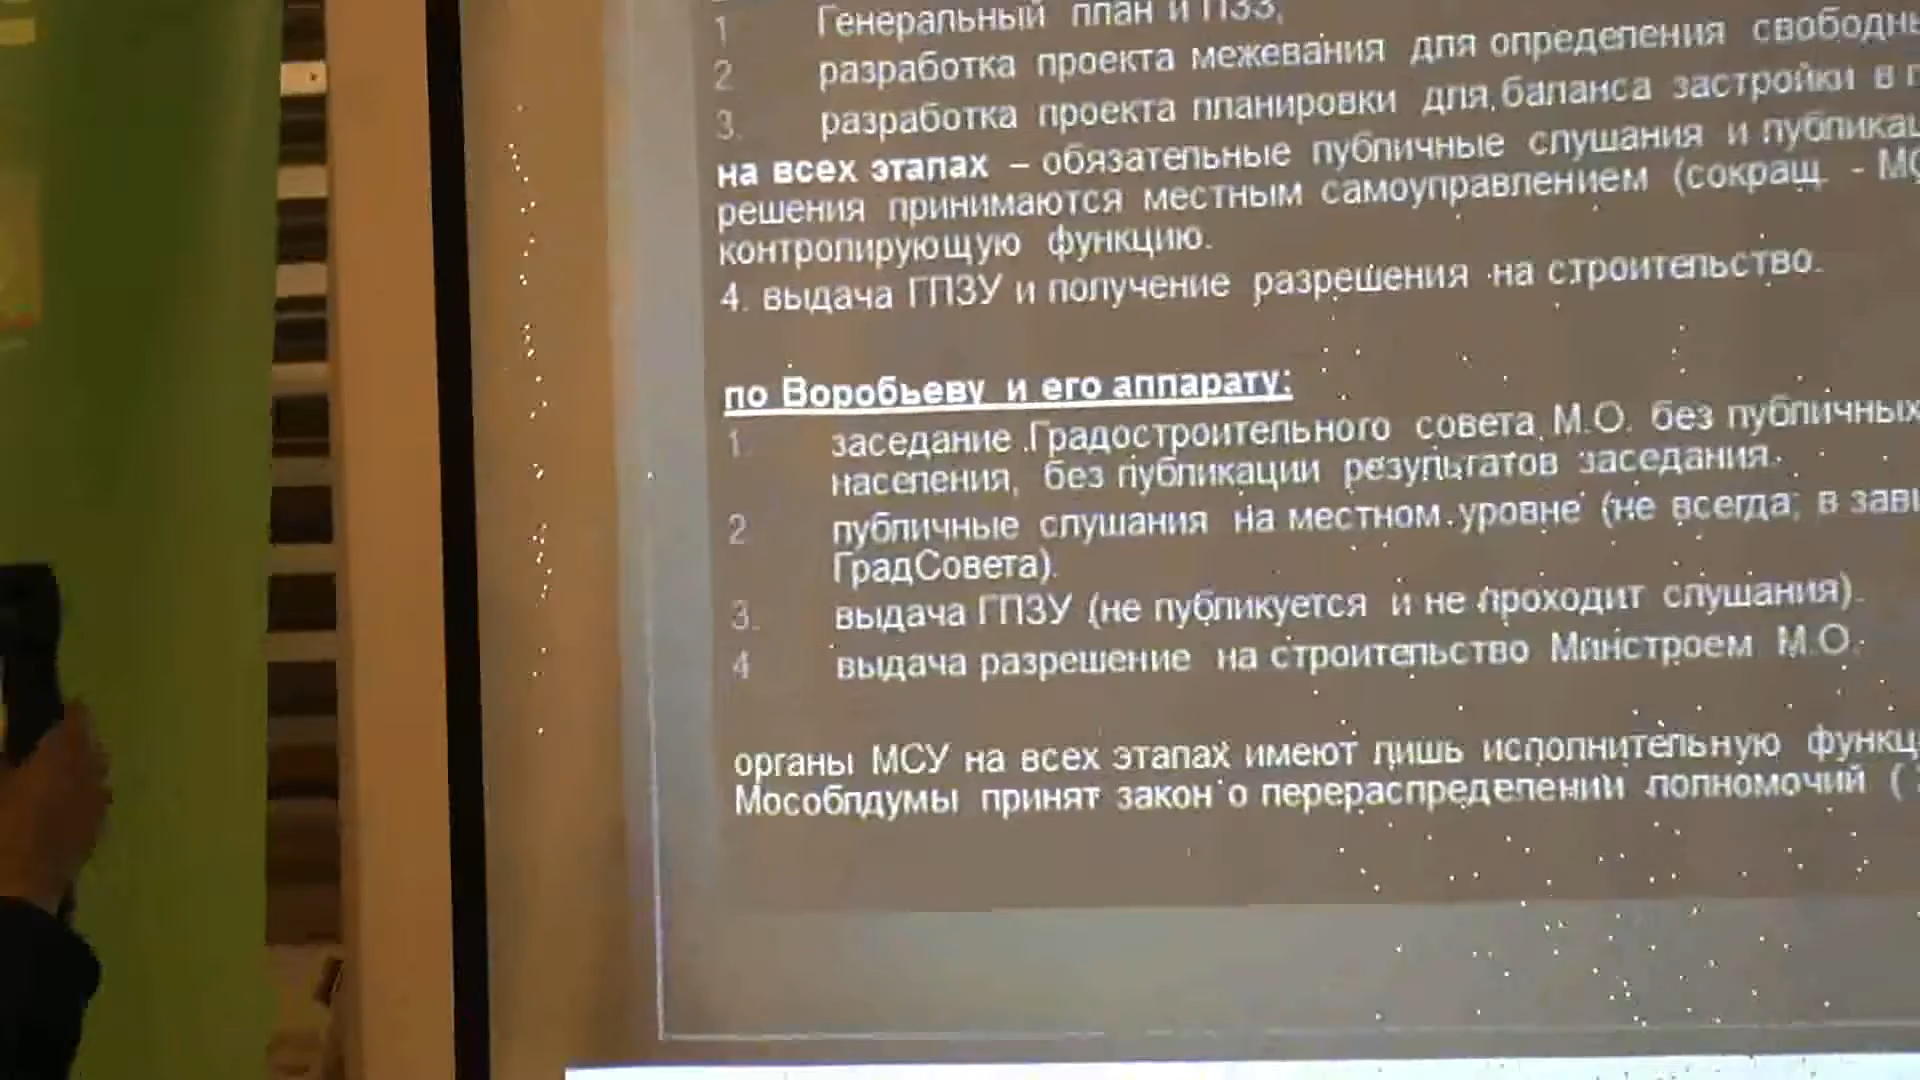 1 Генеральный план и ПЗЗ,
2 разработка проекта межевания для определения свободны
3. разработка проекта планировки для баланса застройки в
на всех этапах – обязательные публичные слушания и публикац
решения принимаются местным самоуправлением (сокращ - МС
контролирующую функцию.
4. выдача ГПЗУ и получение разрешения на строительство.
по Воробьеву и его аппарату:
1. заседание Градостроительного совета М.О. без публичных
населения, без публикации результатов заседания.
2 публичные слушания на местном уровне (не всегда; в зави
ГрадСовета).
3. выдача ГПЗУ (не публикуется и не проходит слушания).
4 выдача разрешение на строительство Минстроем М.О.
органы МСУ на всех этапах имеют лишь исполнительную функц
Мособлдумы принят закон о перераспределении полномочий (